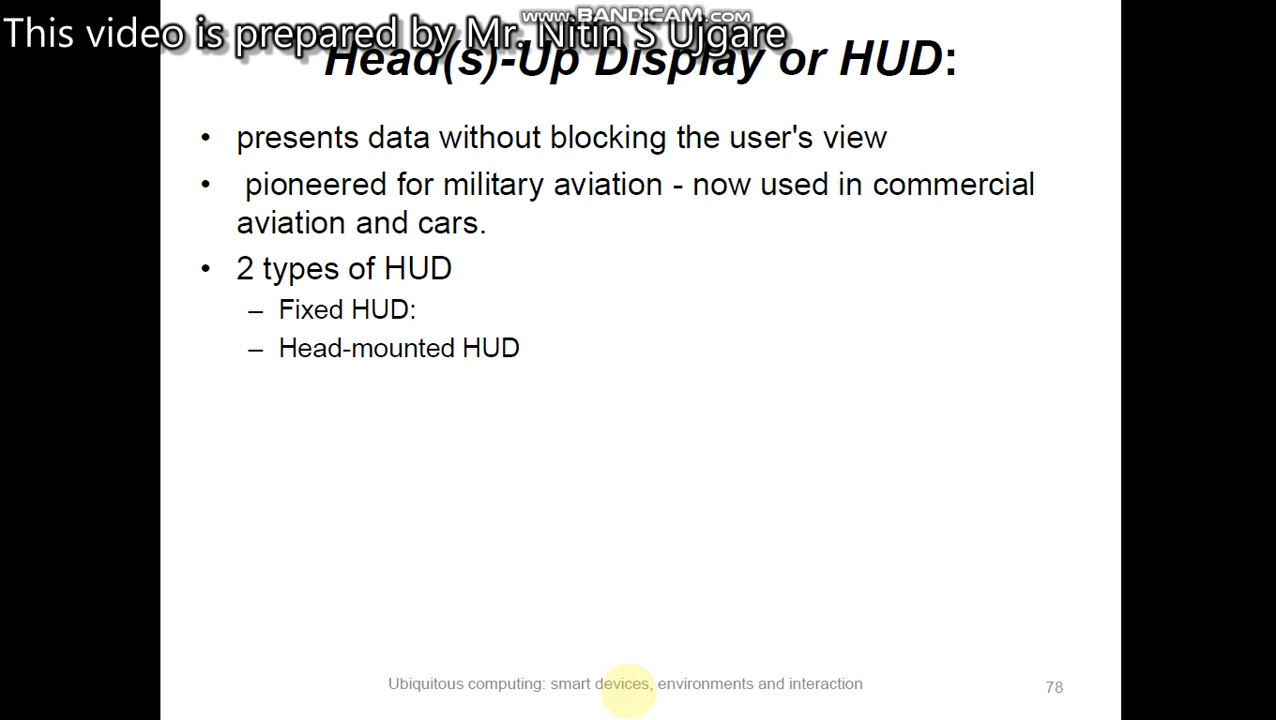 www.BANDICAM.com
This video is prepared by Mr. Nitin S Ujgare
Head(s)-Up Display or HUD:
• presents data without blocking the user's view
• pioneered for military aviation - now used in commercial
aviation and cars.
• 2 types of HUD
– Fixed HUD:
– Head-mounted HUD
Ubiquitous computing: smart devices, environments and interaction
78